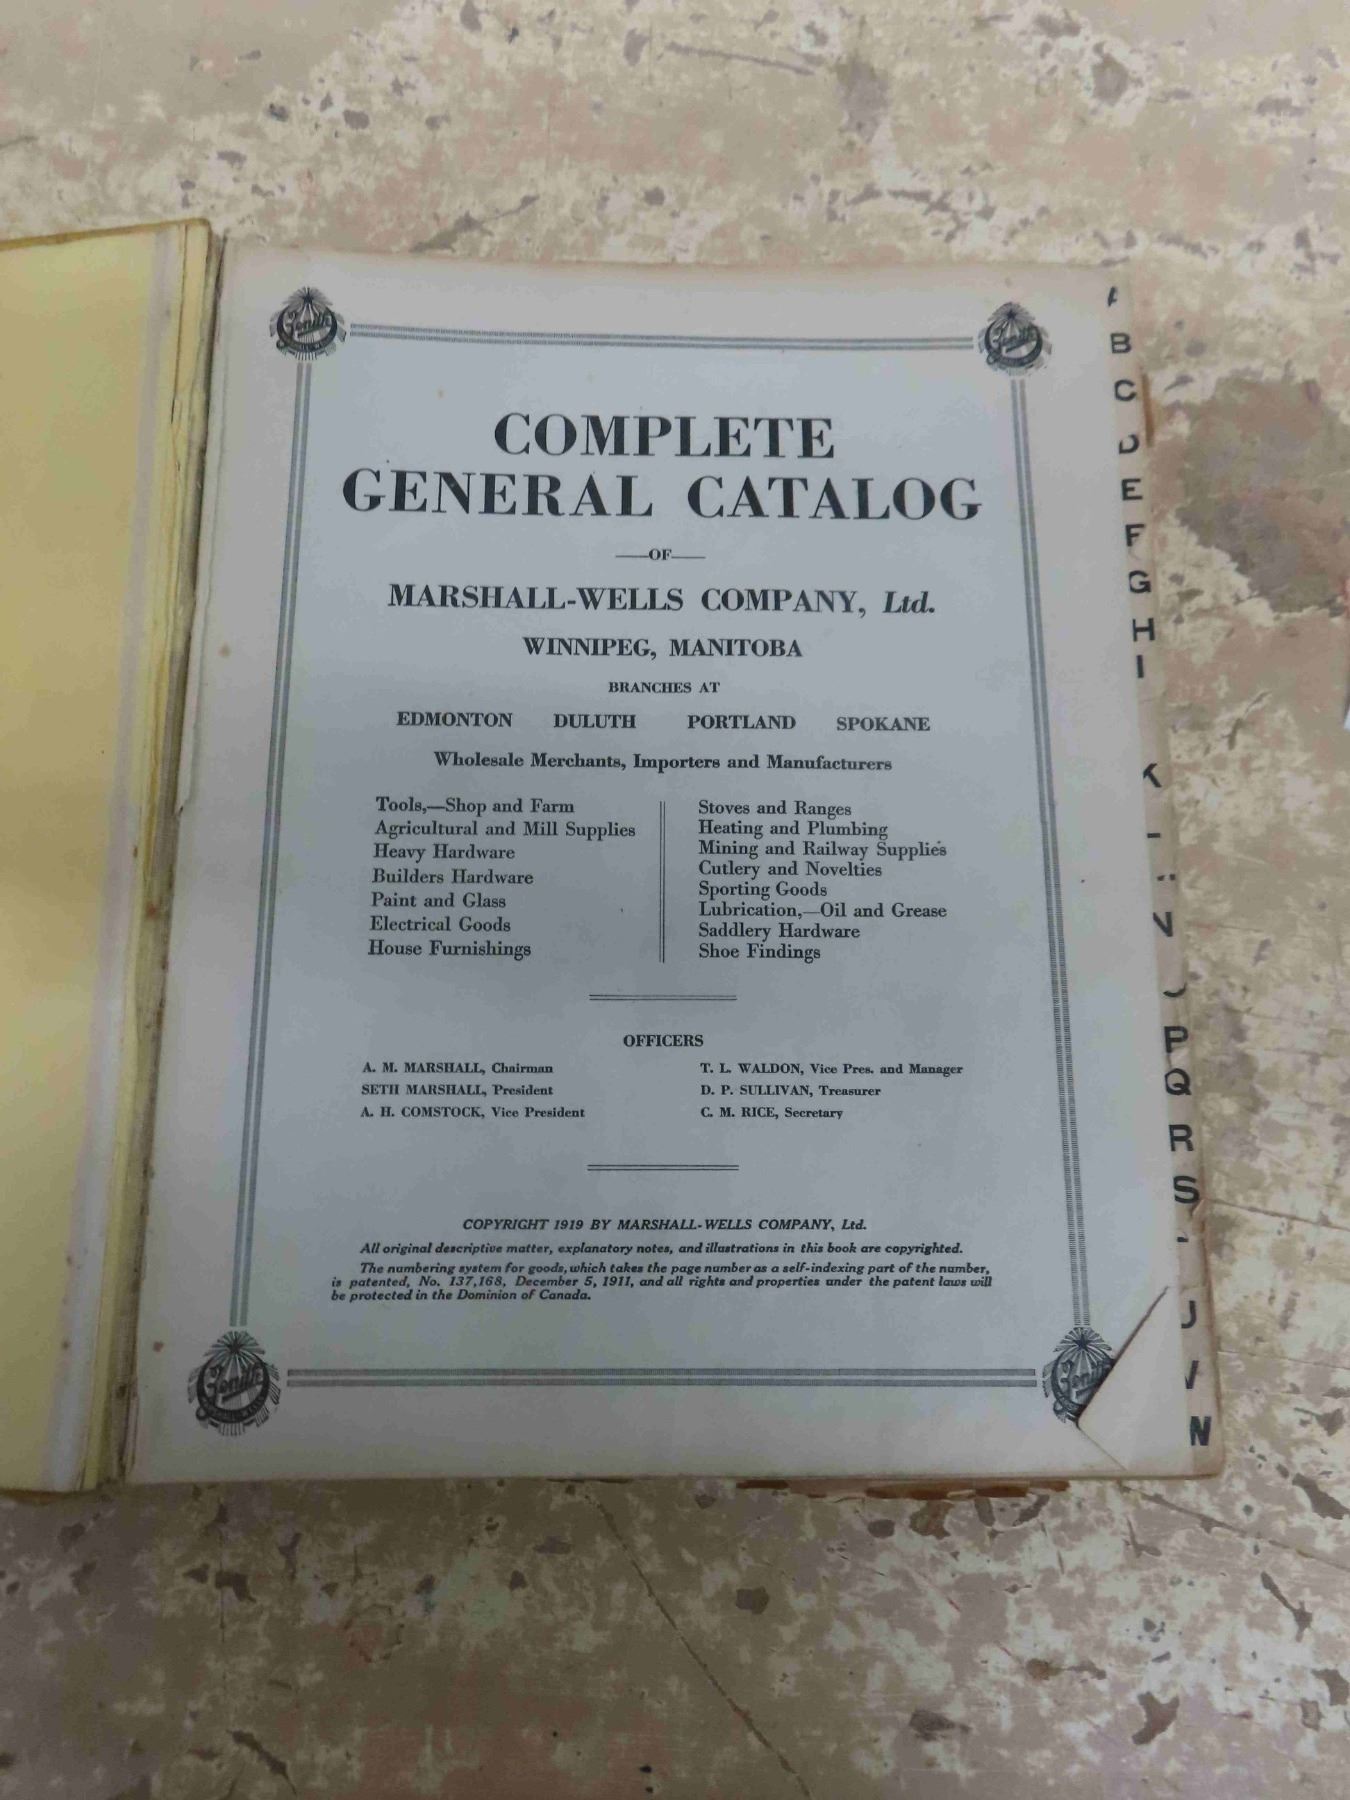 COMPLETE
GENERAL CATALOG
—OF—
MARSHALL-WELLS COMPANY, Ltd.
WINNIPEG, MANITOBA
BRANCHES AT
EDMONTON DULUTH PORTLAND SPOKANE
Wholesale Merchants, Importers and Manufacturers
Tools,—Shop and Farm
Agricultural and Mill Supplies
Heavy Hardware
Builders Hardware
Paint and Glass
Electrical Goods
House Furnishings
Stoves and Ranges
Heating and Plumbing
Mining and Railway Supplies
Cutlery and Novelties
Sporting Goods
Lubrication,—Oil and Grease
Saddlery Hardware
Shoe Findings
OFFICERS
A. M. MARSHALL, Chairman
SETH MARSHALL, President
A. H. COMSTOCK, Vice President
T. L. WALDON, Vice Pres. and Manager
D. P. SULLIVAN, Treasurer
C. M. RICE, Secretary
COPYRIGHT 1919 BY MARSHALL-WELLS COMPANY, Ltd.
All original descriptive matter, explanatory notes, and illustrations in this book are copyrighted.
The numbering system for goods, which takes the page number as a self-indexing part of the number,
is patented, No. 137,168, December 5, 1911, and all rights and properties under the patent laws will
be protected in the Dominion of Canada.
Zenith
Zenith
Zenith
MARSHALL-WELLS
Zenith
A
B
C
D
E
F
G
H
I
K
N
P
Q
R
S
U
V
W